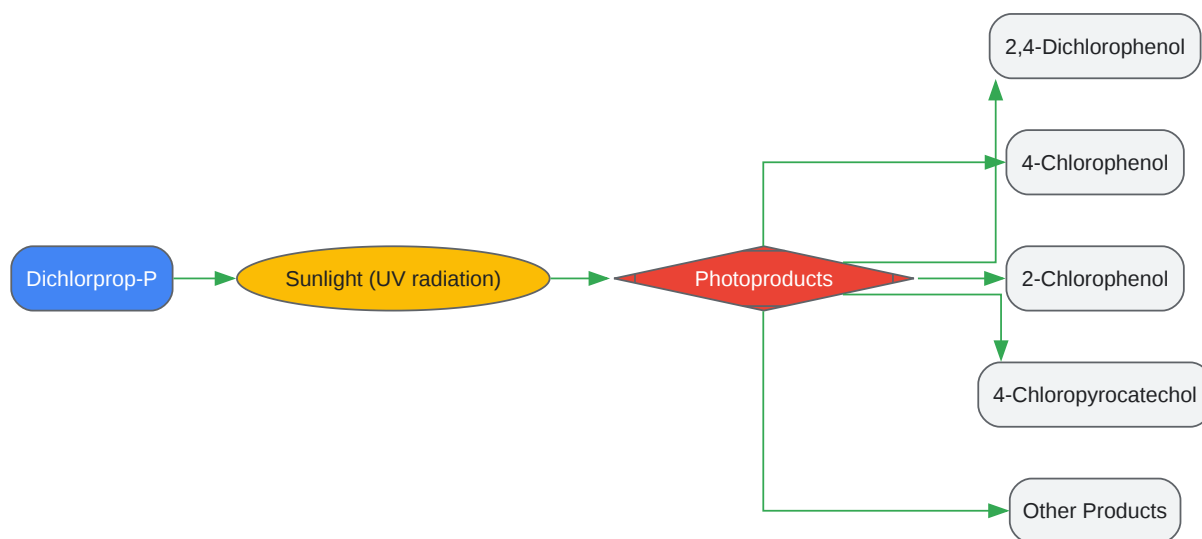 Dichlorprop-P
Sunlight (UV radiation)
Photoproducts
2,4-Dichlorophenol
4-Chlorophenol
2-Chlorophenol
4-Chloropyrocatechol
Other Products